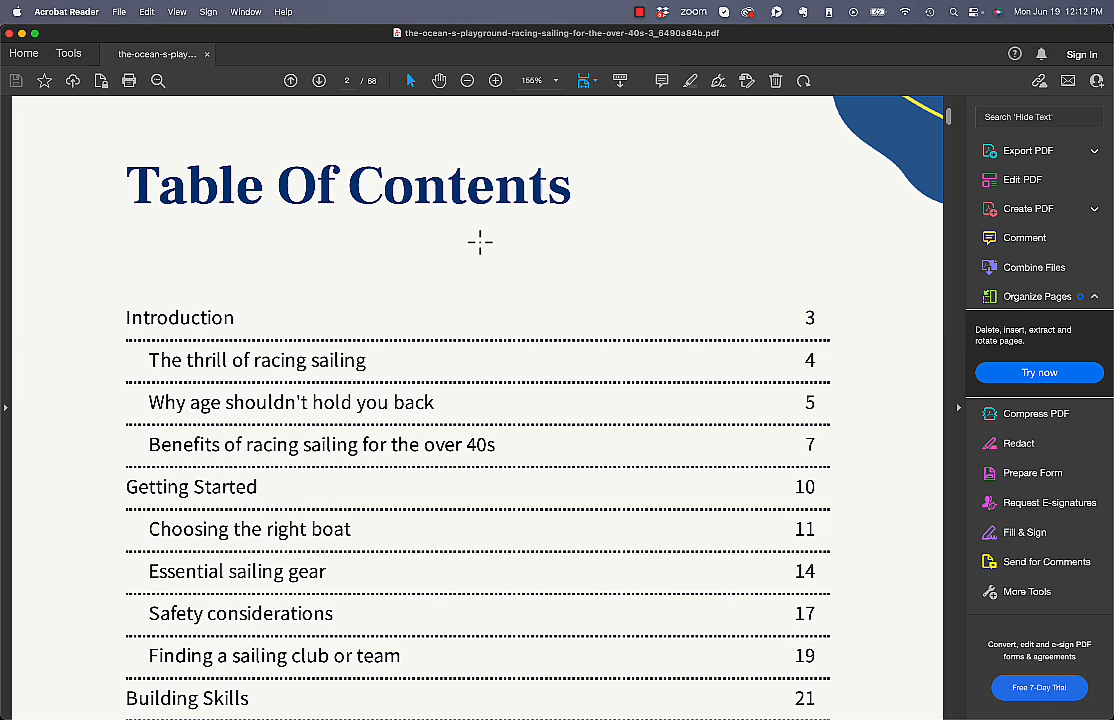 Acrobat Reader File Edit View Sign Window Help zoom Mon Jun 19 12:12 PM
the-ocean-s-playground-racing-sailing-for-the-over-40s-3_6490a84b.pdf
Home Tools the-ocean-s-play... × Sign In
2 / 68 155%
Search 'Hide Text'
Export PDF
Edit PDF
Create PDF
Comment
Combine Files
Organize Pages
Delete, insert, extract and
rotate pages.
Try now
Compress PDF
Redact
Prepare Form
Request E-signatures
Fill & Sign
Send for Comments
More Tools
Convert, edit and e-sign PDF
forms & agreements
Free 7-Day Trial
Table Of Contents
Introduction 3
The thrill of racing sailing 4
Why age shouldn't hold you back 5
Benefits of racing sailing for the over 40s 7
Getting Started 10
Choosing the right boat 11
Essential sailing gear 14
Safety considerations 17
Finding a sailing club or team 19
Building Skills 21